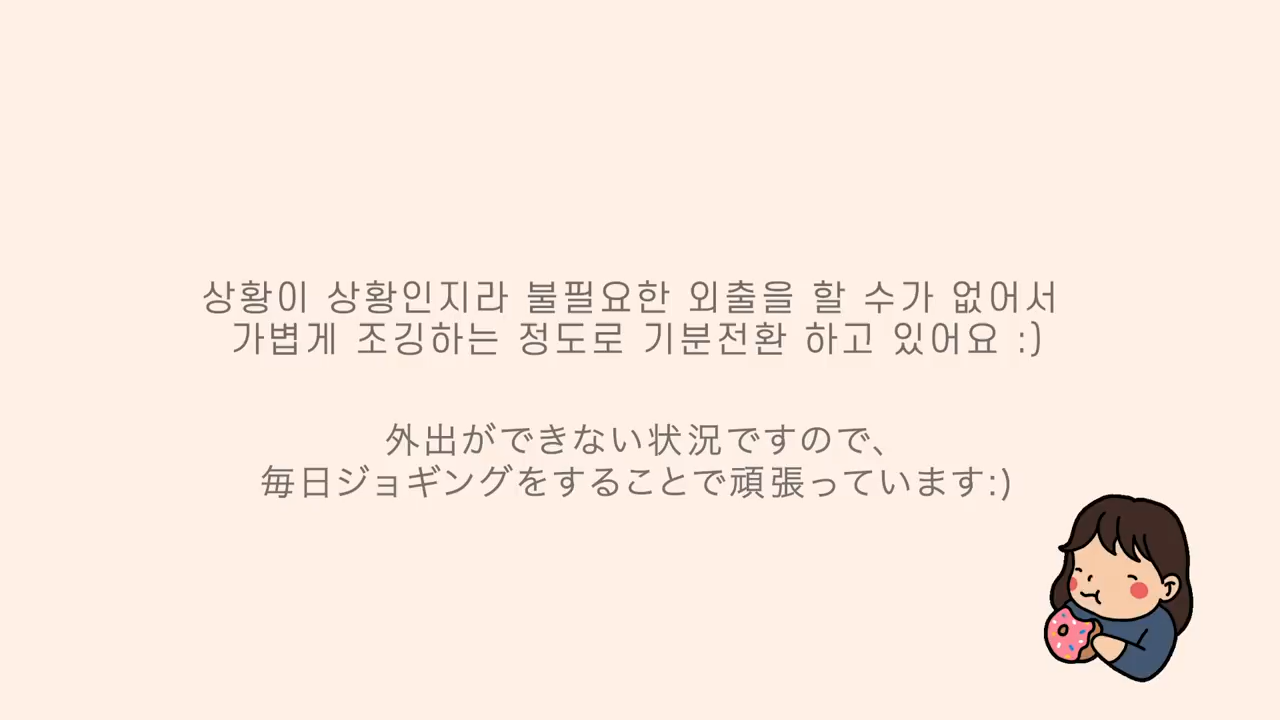 상황이 상황인지라 불필요한 외출을 할 수가 없어서
가볍게 조깅하는 정도로 기분전환 하고 있어요 :)
外出ができない状況ですので、
毎日ジョギングをすることで頑張っています:)